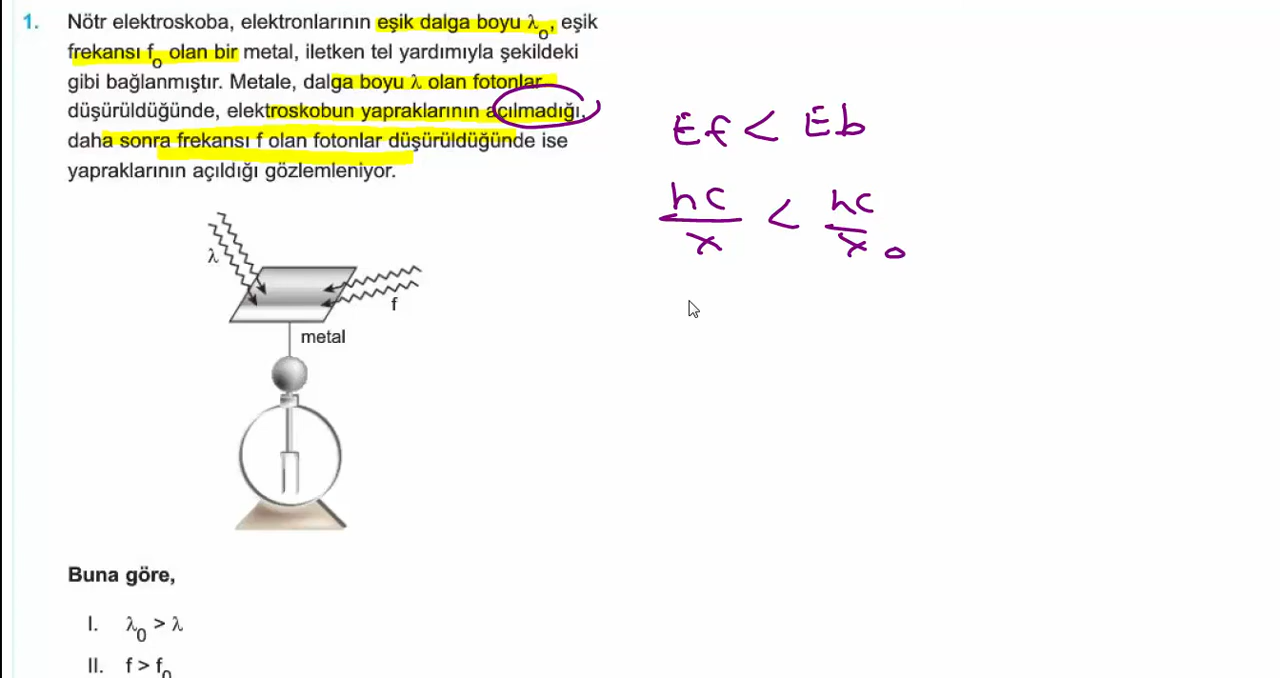 1. Nötr elektroskoba, elektronlarının eşik dalga boyu λ₀, eşik
frekansı f₀ olan bir metal, iletken tel yardımıyla şekildeki
gibi bağlanmıştır. Metale, dalga boyu λ olan fotonlar
düşürüldüğünde, elektroskobun yapraklarının açılmadığı,
daha sonra frekansı f olan fotonlar düşürüldüğünde ise
yapraklarının açıldığı gözlemleniyor.
Ef < Eb
hc/λ < hc/λ₀
λ
f
metal
Buna göre,
I. λ₀ > λ
II. f > f₀